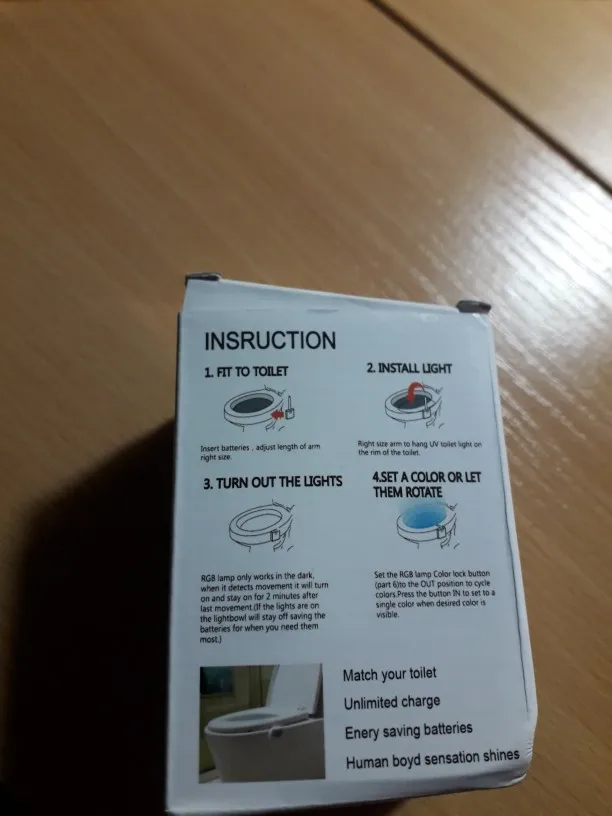 INSRUCTION
1. FIT TO TOILET
Insert batteries , adjust length of arm
right size.
2. INSTALL LIGHT
Right size arm to hang UV toilet light on
the rim of the toilet.
3. TURN OUT THE LIGHTS
RGB lamp only works in the dark,
when it detects movement it will turn
on and stay on for 2 minutes after
last movement.(If the lights are on
the lightbowl will stay off saving the
batteries for when you need them
most.)
4.SET A COLOR OR LET
THEM ROTATE
Set the RGB lamp Color lock button
(part 6)to the OUT position to cycle
colors.Press the button IN to set to a
single color when desired color is
visible.
Match your toilet
Unlimited charge
Enery saving batteries
Human boyd sensation shines